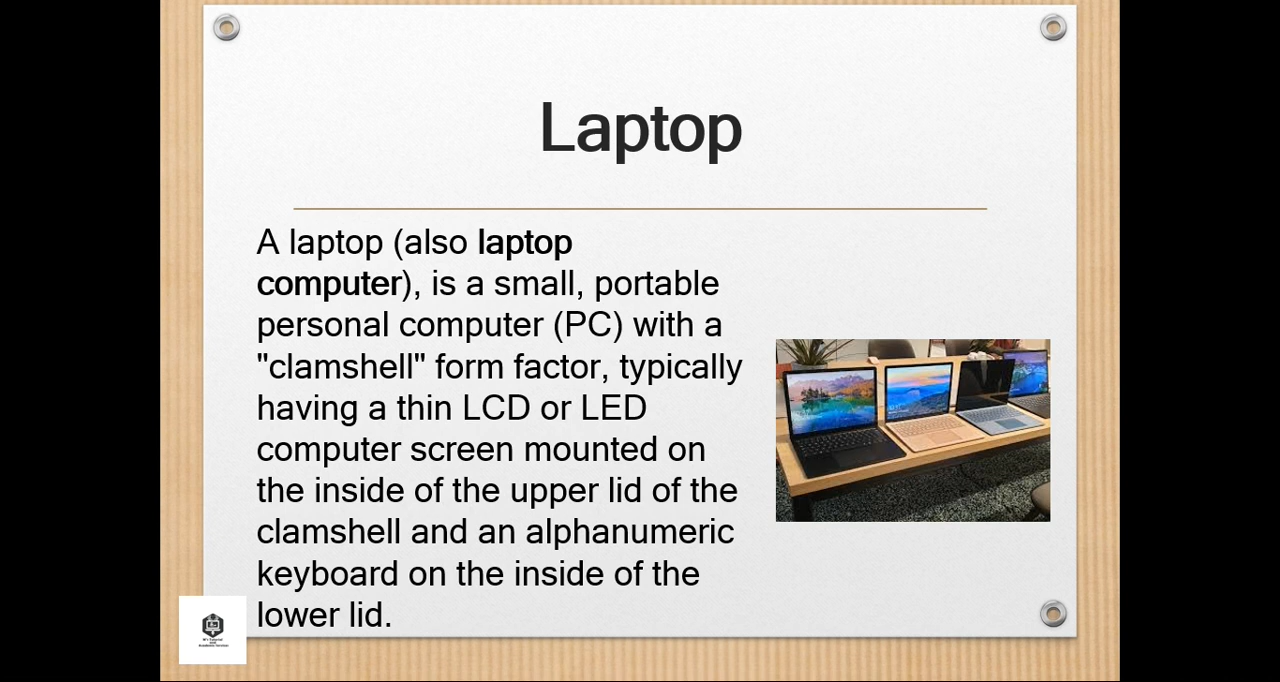 Laptop
A laptop (also laptop
computer), is a small, portable
personal computer (PC) with a
"clamshell" form factor, typically
having a thin LCD or LED
computer screen mounted on
the inside of the upper lid of the
clamshell and an alphanumeric
keyboard on the inside of the
lower lid.